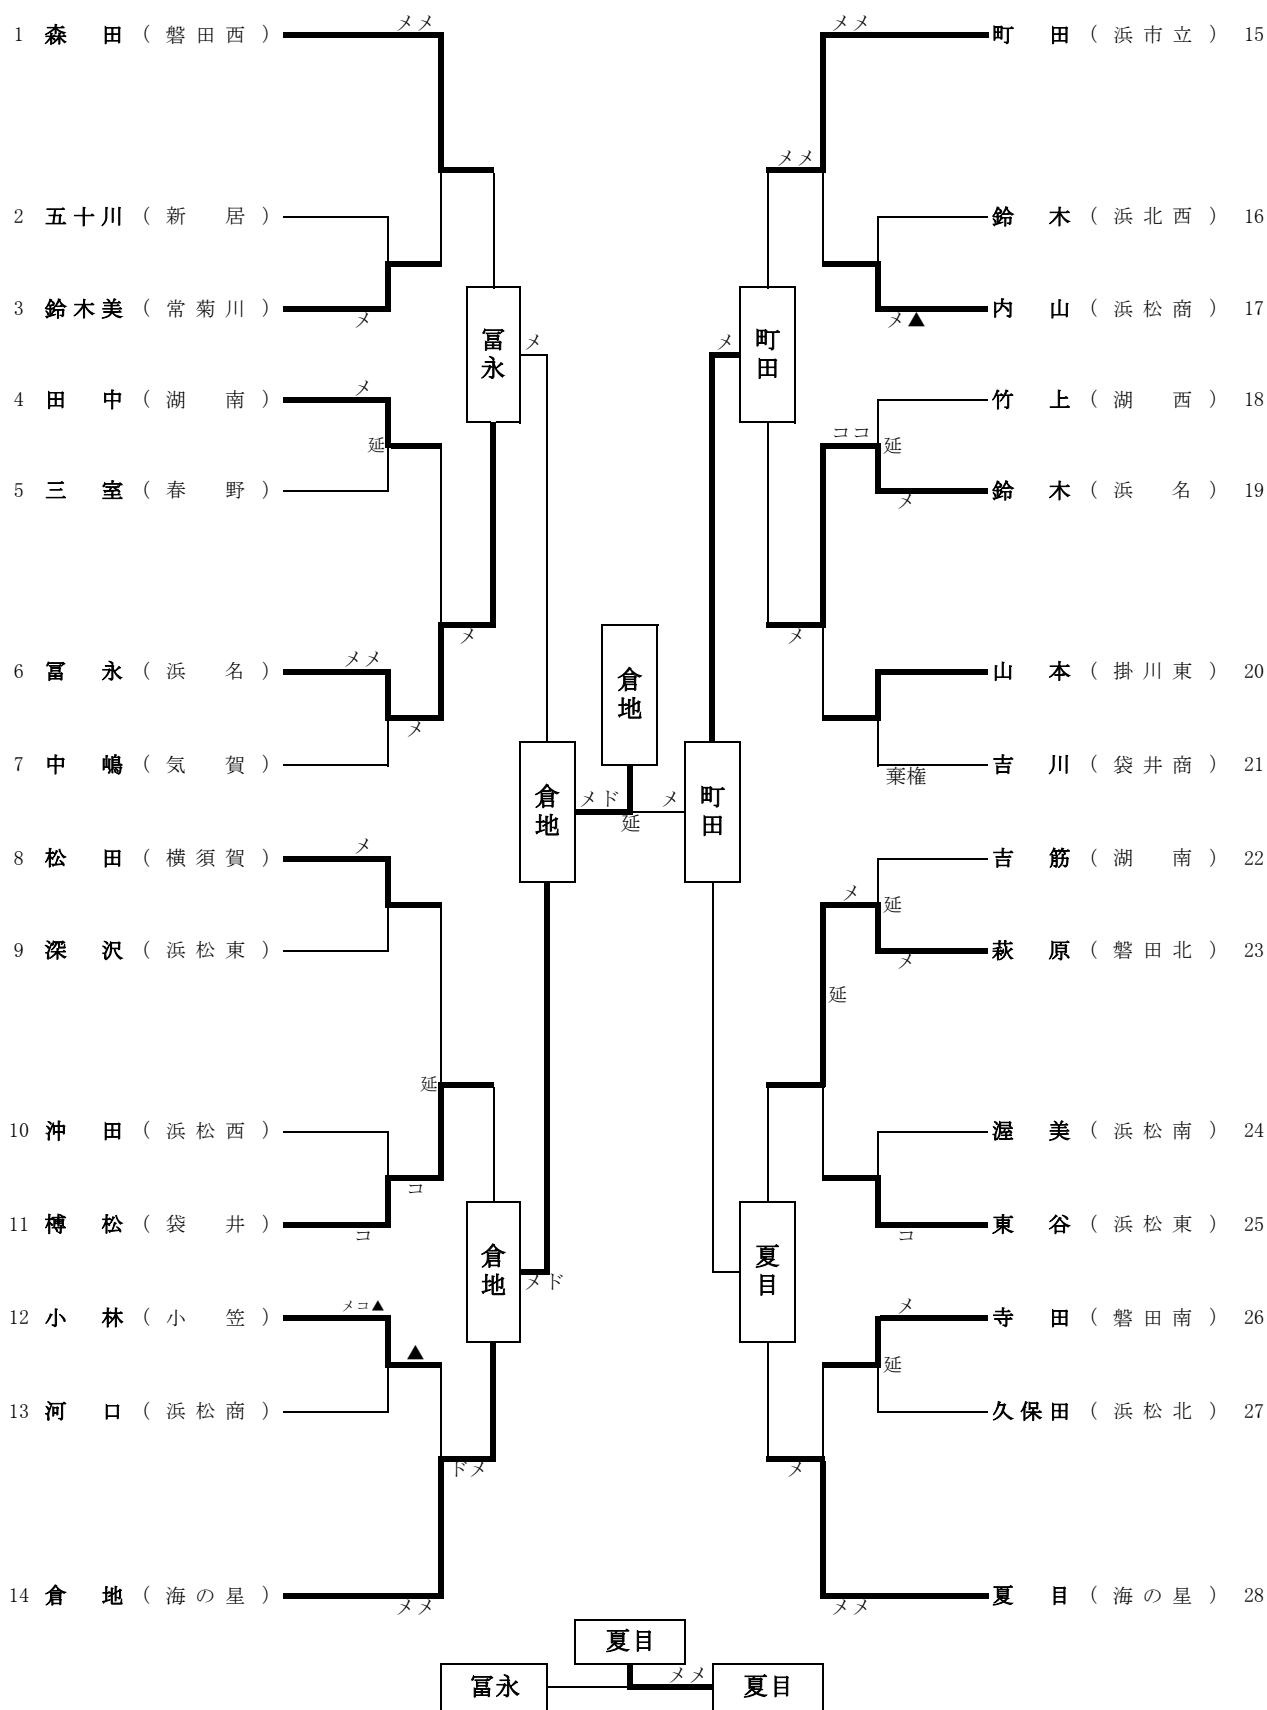 1 森 田 ( 磐 田 西 ) メメ
2 五十川 ( 新 居 )
3 鈴木美 ( 常 菊 川 ) メ
4 田 中 ( 湖 南 ) メ
延
5 三 室 ( 春 野 )
メ
6 冨 永 ( 浜 名 ) メメ
メ
7 中 嶋 ( 気 賀 )
8 松 田 ( 横 須 賀 ) メ
9 深 沢 ( 浜 松 東 )
延
10 沖 田 ( 浜 松 西 )
コ
11 榑 松 ( 袋 井 ) コ
12 小 林 ( 小 笠 ) メコ▲
▲
13 河 口 ( 浜 松 商 )
ドメ
14 倉 地 ( 海 の 星 ) メメ
冨永 メ
倉地 メド
倉地 メド
倉地
延
メ 町田
メ 町田
夏目
メメ 町 田 ( 浜 市 立 ) 15
メメ
鈴 木 ( 浜 北 西 ) 16
メ▲ 内 山 ( 浜 松 商 ) 17
竹 上 ( 湖 西 ) 18
ココ 延
メ 鈴 木 ( 浜 名 ) 19
メ
山 本 ( 掛 川 東 ) 20
棄権 吉 川 ( 袋 井 商 ) 21
吉 筋 ( 湖 南 ) 22
メ 延
メ 萩 原 ( 磐 田 北 ) 23
延
渥 美 ( 浜 松 南 ) 24
コ 東 谷 ( 浜 松 東 ) 25
メ 寺 田 ( 磐 田 南 ) 26
延
久保田 ( 浜 松 北 ) 27
メ
メメ 夏 目 ( 海 の 星 ) 28
夏目
冨永 メメ 夏目